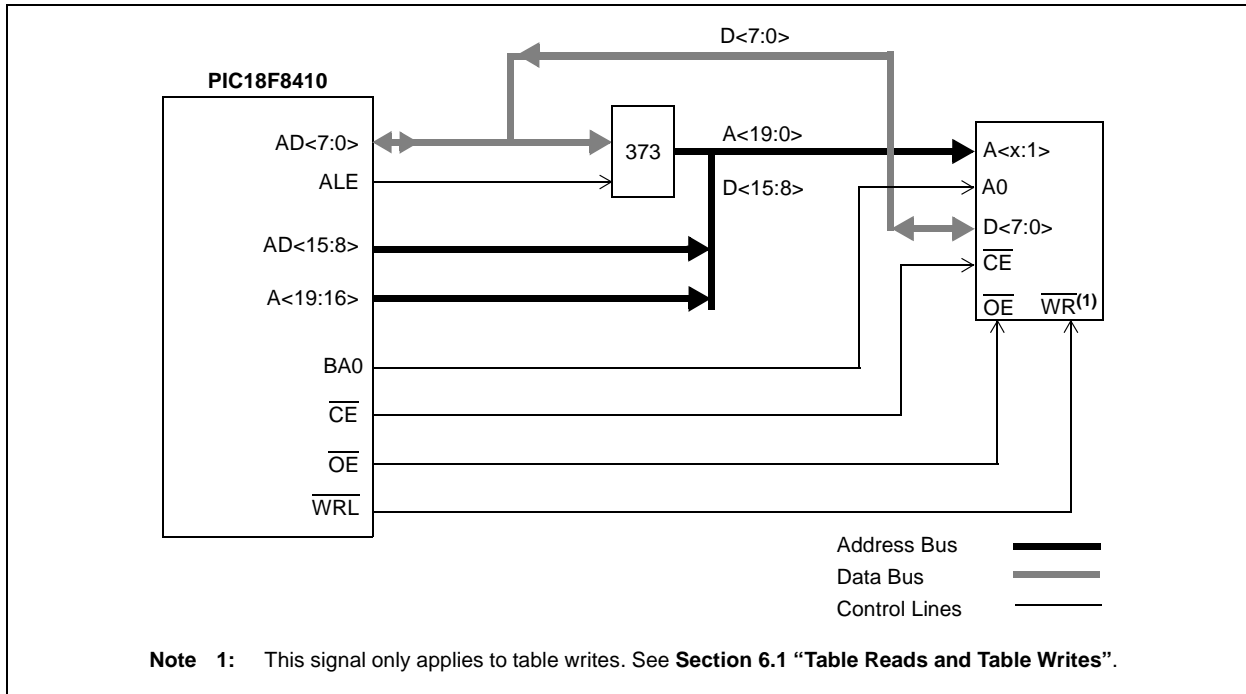 D<7:0>
PIC18F8410
AD<7:0>
373
A<19:0>
A<x:1>
ALE
D<15:8>
A0
AD<15:8>
D<7:0>
CE
A<19:16>
OE
WR(1)
BA0
CE
OE
WRL
Address Bus
Data Bus
Control Lines
Note 1: This signal only applies to table writes. See Section 6.1 “Table Reads and Table Writes”.